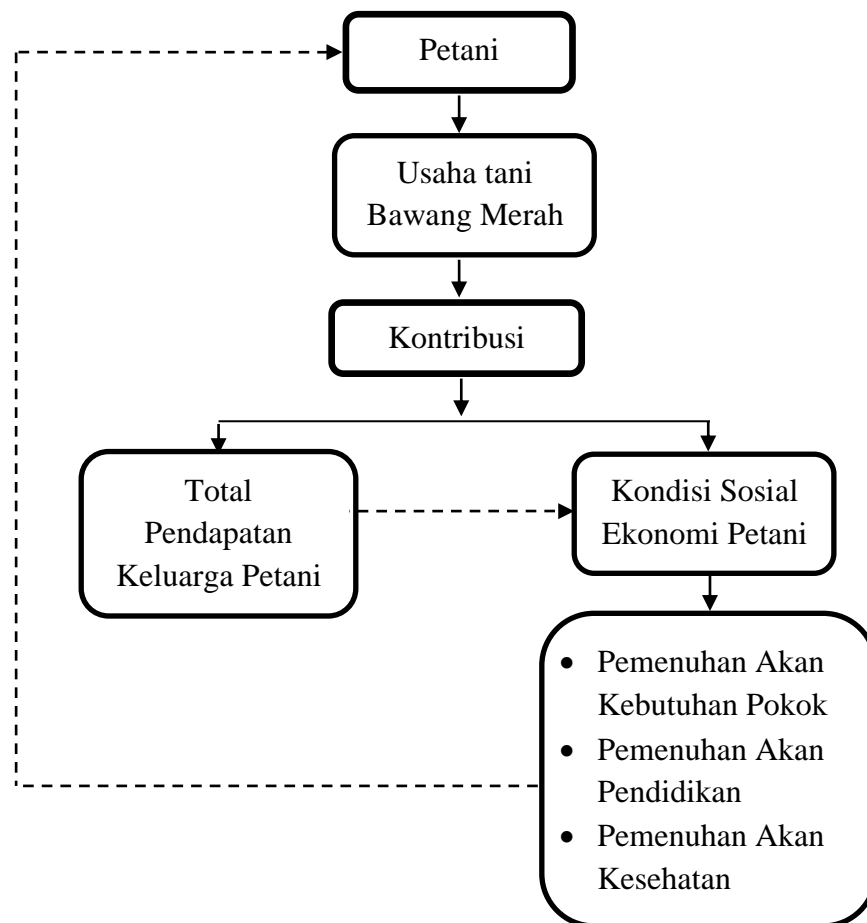 Petani
Usaha tani
Bawang Merah
Kontribusi
Total
Pendapatan
Keluarga Petani
Kondisi Sosial
Ekonomi Petani
• Pemenuhan Akan
Kebutuhan Pokok
• Pemenuhan Akan
Pendidikan
• Pemenuhan Akan
Kesehatan